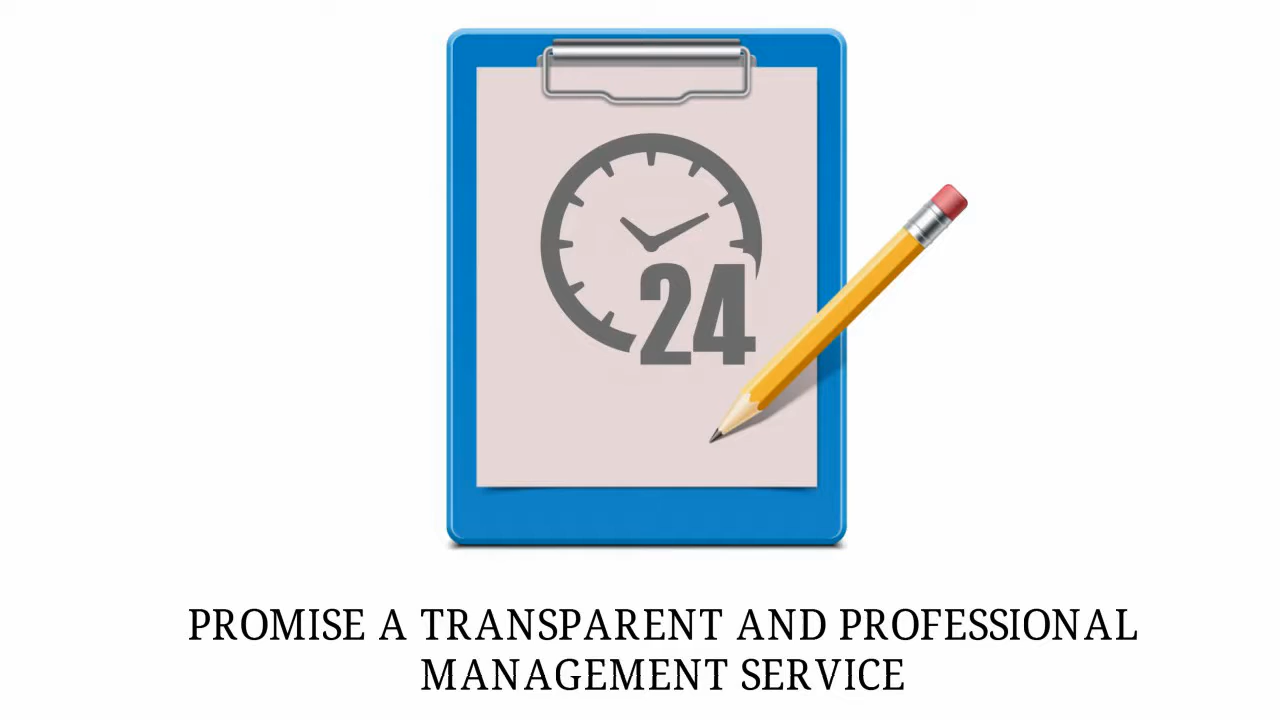 24
PROMISE A TRANSPARENT AND PROFESSIONAL
MANAGEMENT SERVICE